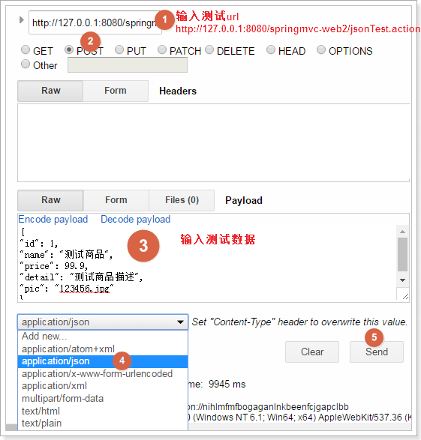 http://127.0.0.1:8080/springm
1 输入测试url
http://127.0.0.1:8080/springmvc-web2/jsonTest.action
2
GET POST PUT PATCH DELETE HEAD OPTIONS
Other
Raw Form Headers
Raw Form Files (0) Payload
Encode payload Decode payload
"id": 1,
"name": "测试商品",
"price": 99.9,
"detail": "测试商品描述",
"pic": "123456.jpg"
3 输入测试数据
application/json Set "Content-Type" header to overwrite this value.
Add new...
application/atom+xml
application/json 4
application/x-www-form-urlencoded
application/xml
multipart/form-data
text/html
text/plain
5
Clear Send
me: 9945 ms
on://nihlmfmfbogaganlnkbeenfcjgapclbb
0 (Windows NT 6.1; Win64; x64) AppleWebKit/537.36 (K